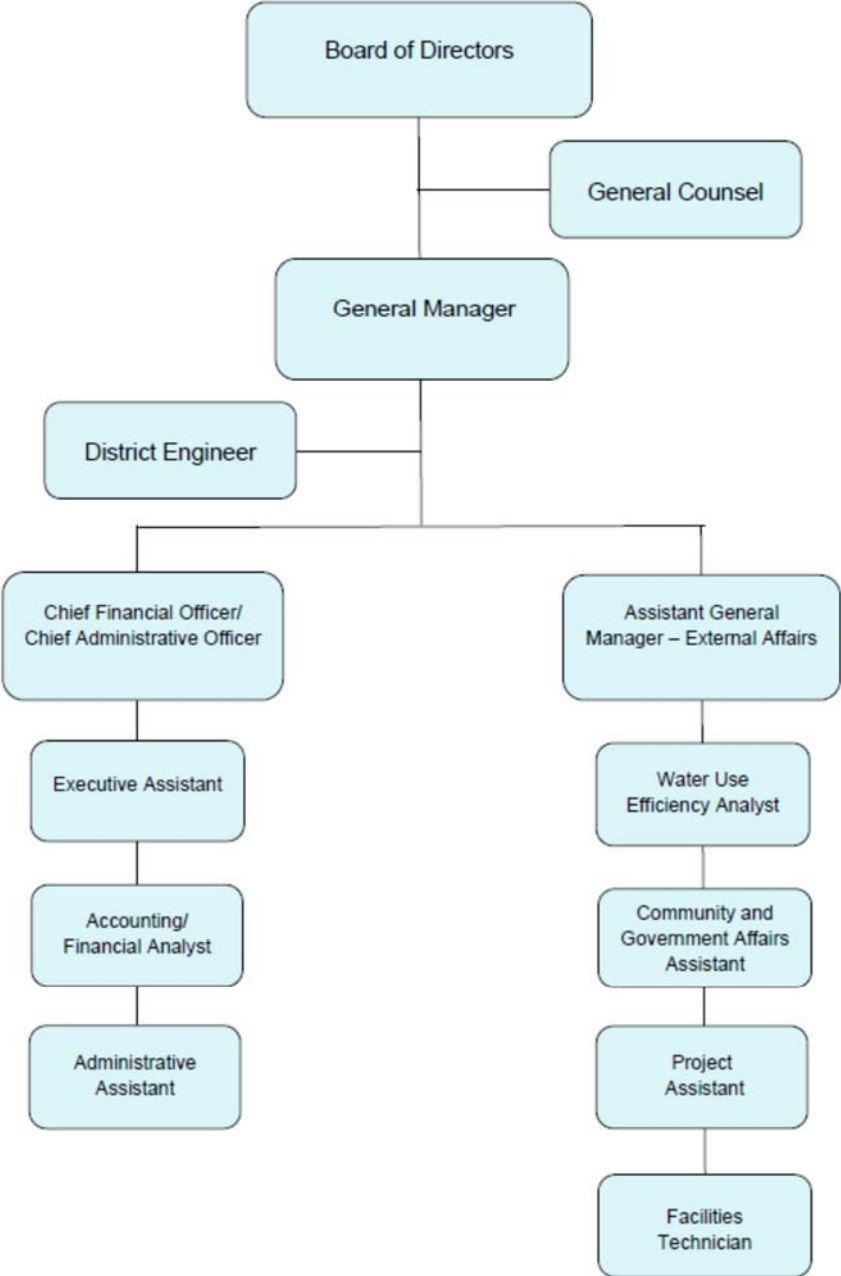 Board of Directors
General Counsel
General Manager
District Engineer
Chief Financial Officer/
Chief Administrative Officer
Assistant General
Manager – External Affairs
Executive Assistant
Water Use
Efficiency Analyst
Accounting/
Financial Analyst
Community and
Government Affairs
Assistant
Administrative
Assistant
Project
Assistant
Facilities
Technician